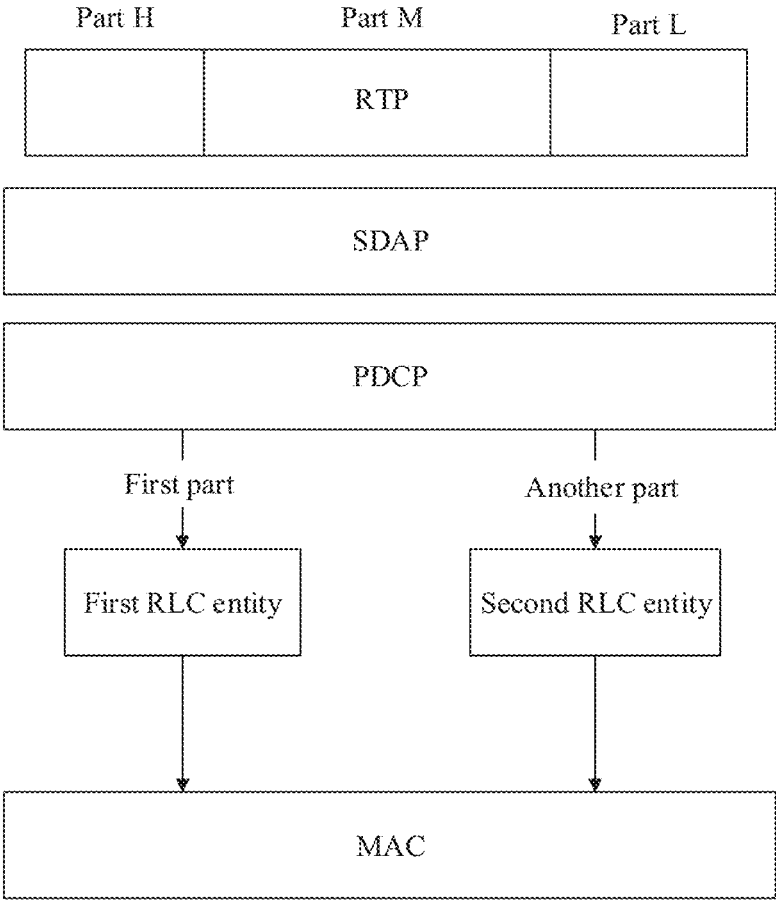 Part H Part M Part L
RTP
SDAP
PDCP
First part Another part
First RLC entity Second RLC entity
MAC